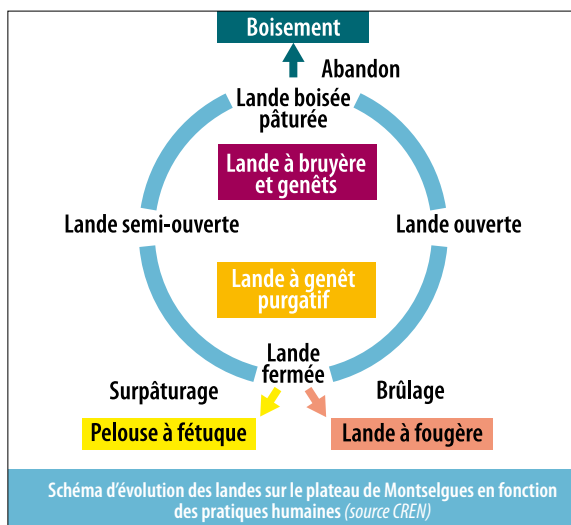 Boisement
Abandon
Lande boisée
pâturée
Lande à bruyère
et genêts
Lande semi-ouverte
Lande ouverte
Lande à genêt
purgatif
Lande
fermée
Surpâturage
Brûlage
Pelouse à fétuque
Lande à fougère
Schéma d'évolution des landes sur le plateau de Montselgues en fonction
des pratiques humaines (source CREN)